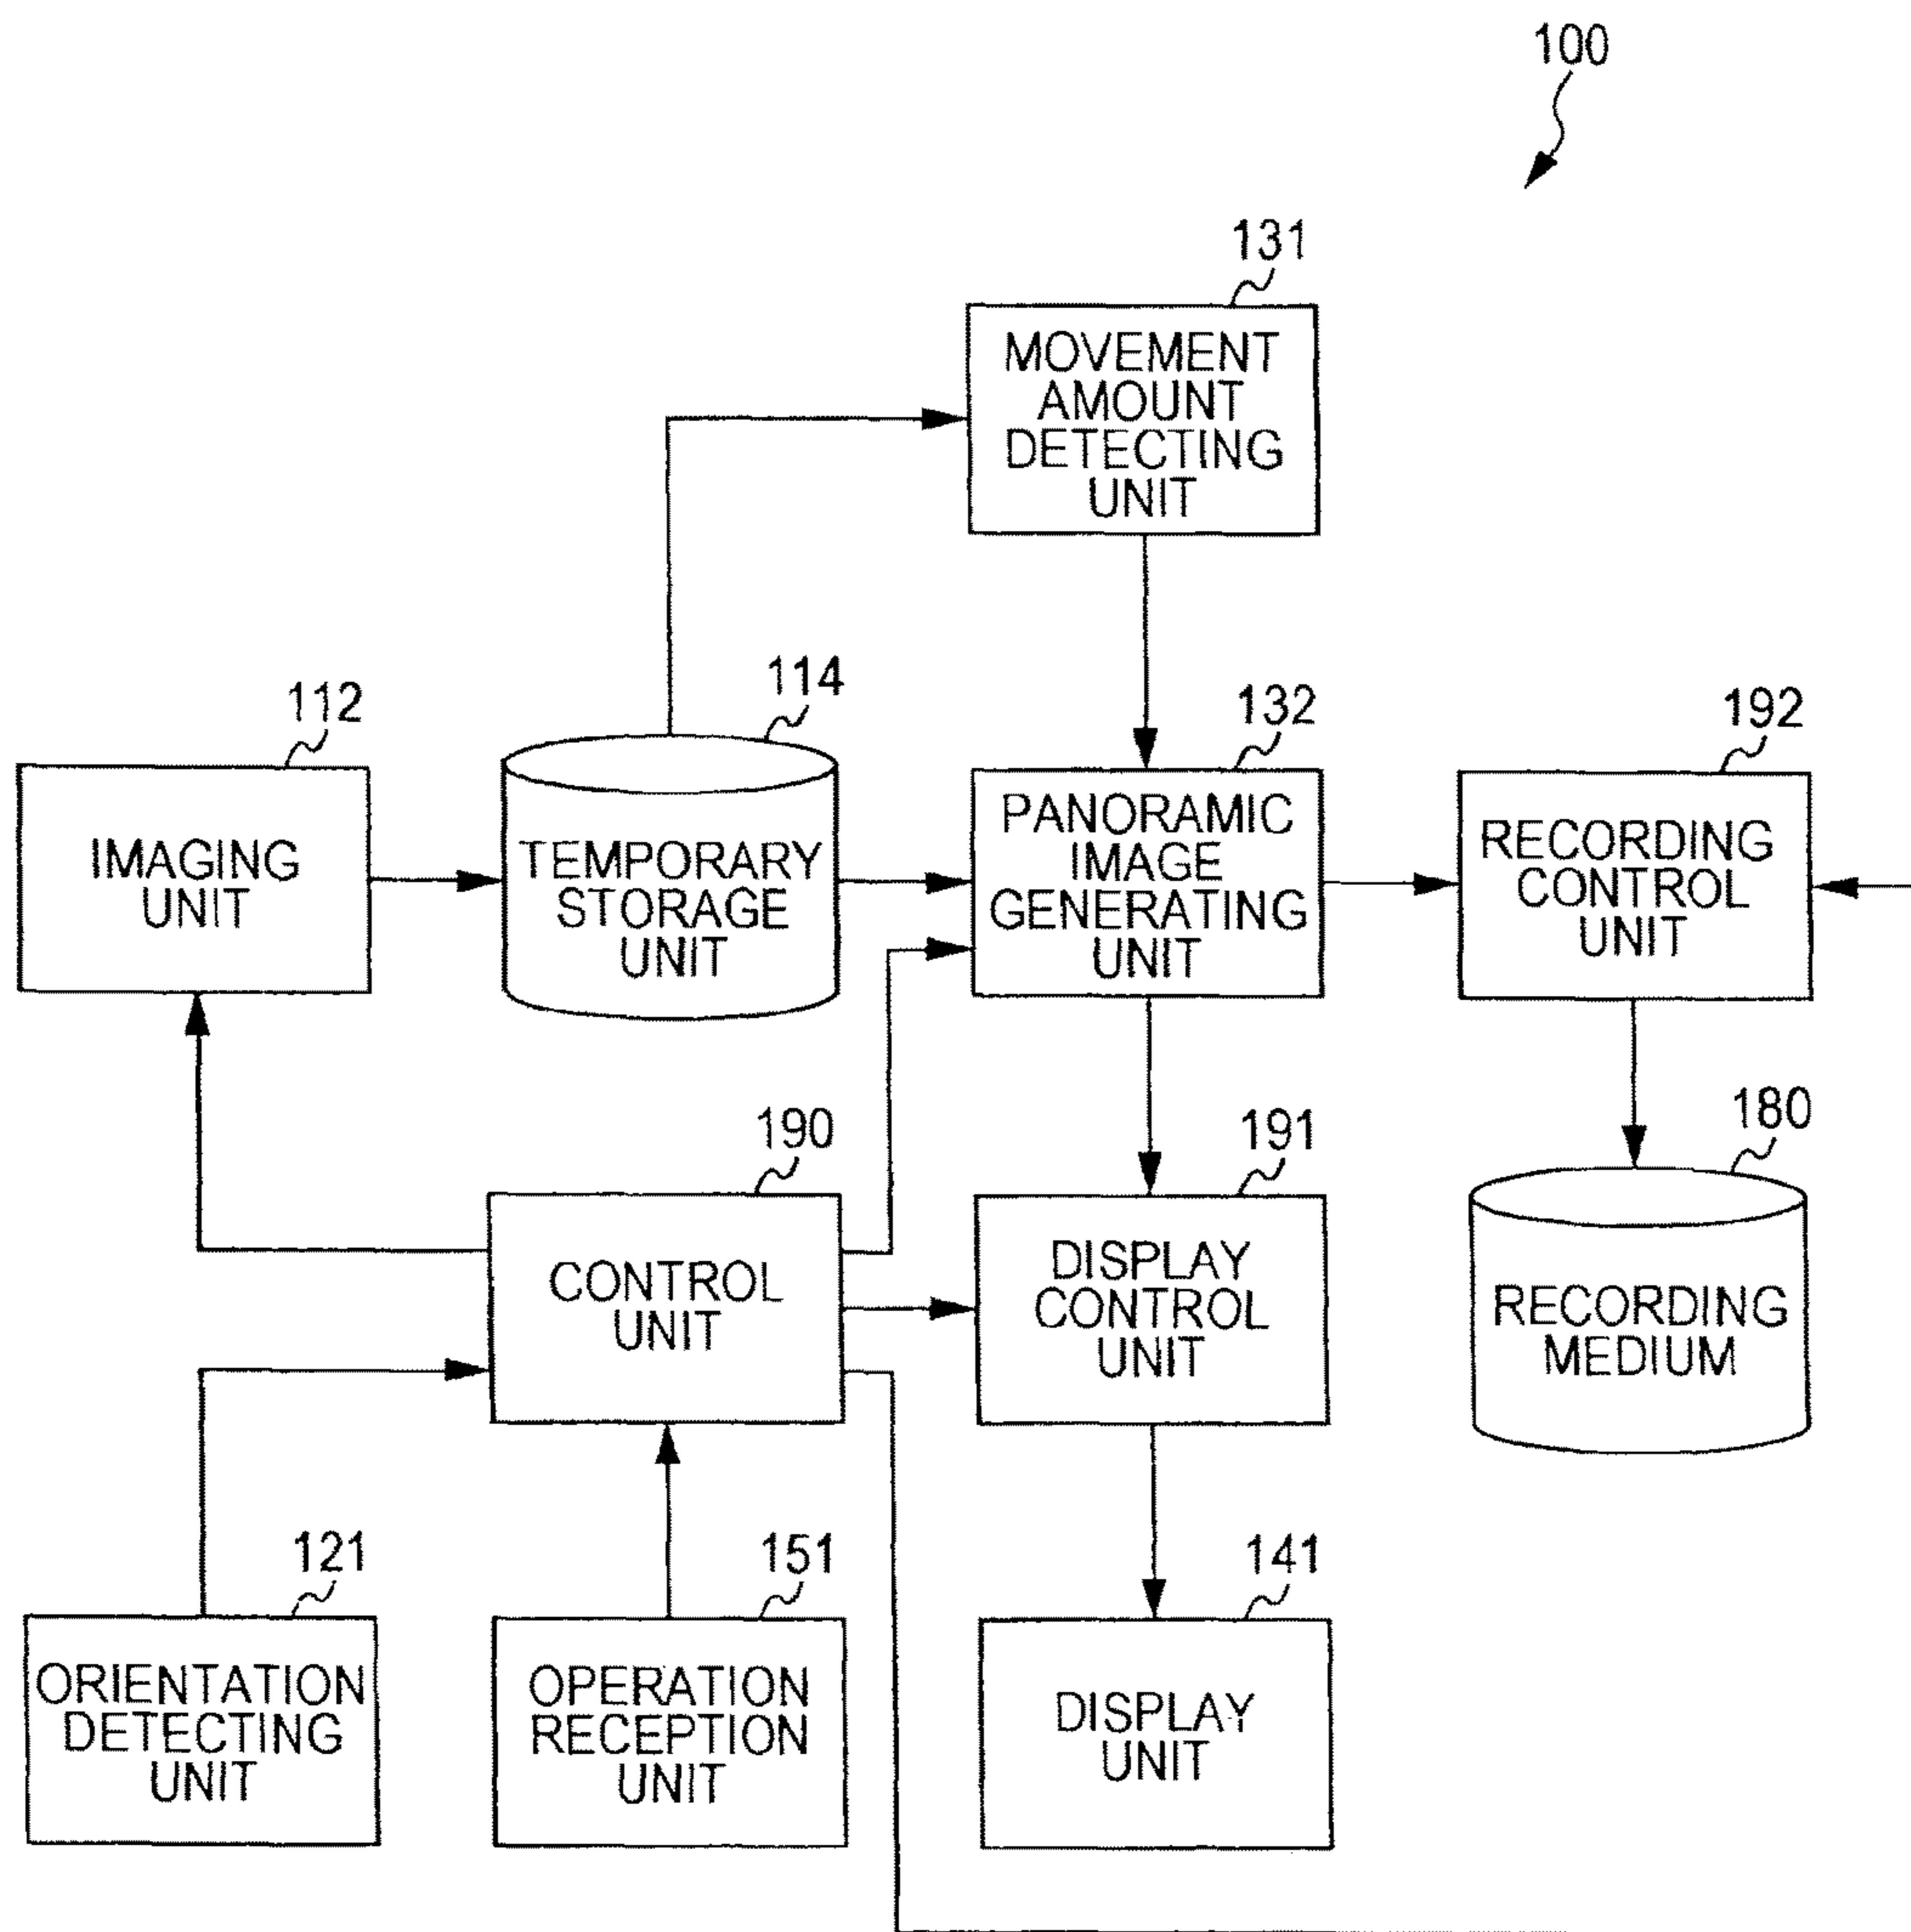 100
131
MOVEMENT
AMOUNT
DETECTING
UNIT
112
114
132
192
IMAGING
UNIT
TEMPORARY
STORAGE
UNIT
PANORAMIC
IMAGE
GENERATING
UNIT
RECORDING
CONTROL
UNIT
190
191
180
CONTROL
UNIT
DISPLAY
CONTROL
UNIT
RECORDING
MEDIUM
121
151
141
ORIENTATION
DETECTING
UNIT
OPERATION
RECEPTION
UNIT
DISPLAY
UNIT